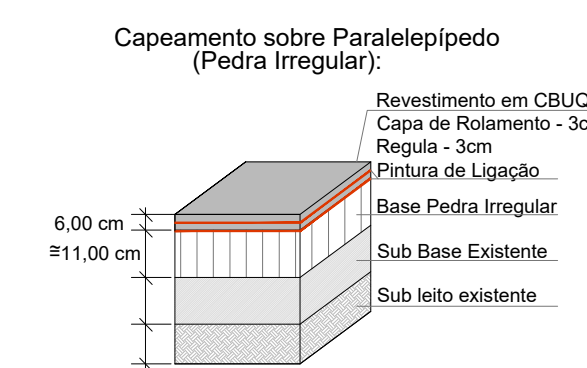 Capeamento sobre Paralelepípedo
(Pedra Irregular):
Revestimento em CBUQ
Capa de Rolamento - 3c
Regula - 3cm
Pintura de Ligação
Base Pedra Irregular
Sub Base Existente
Sub leito existente
6,00 cm
≅11,00 cm